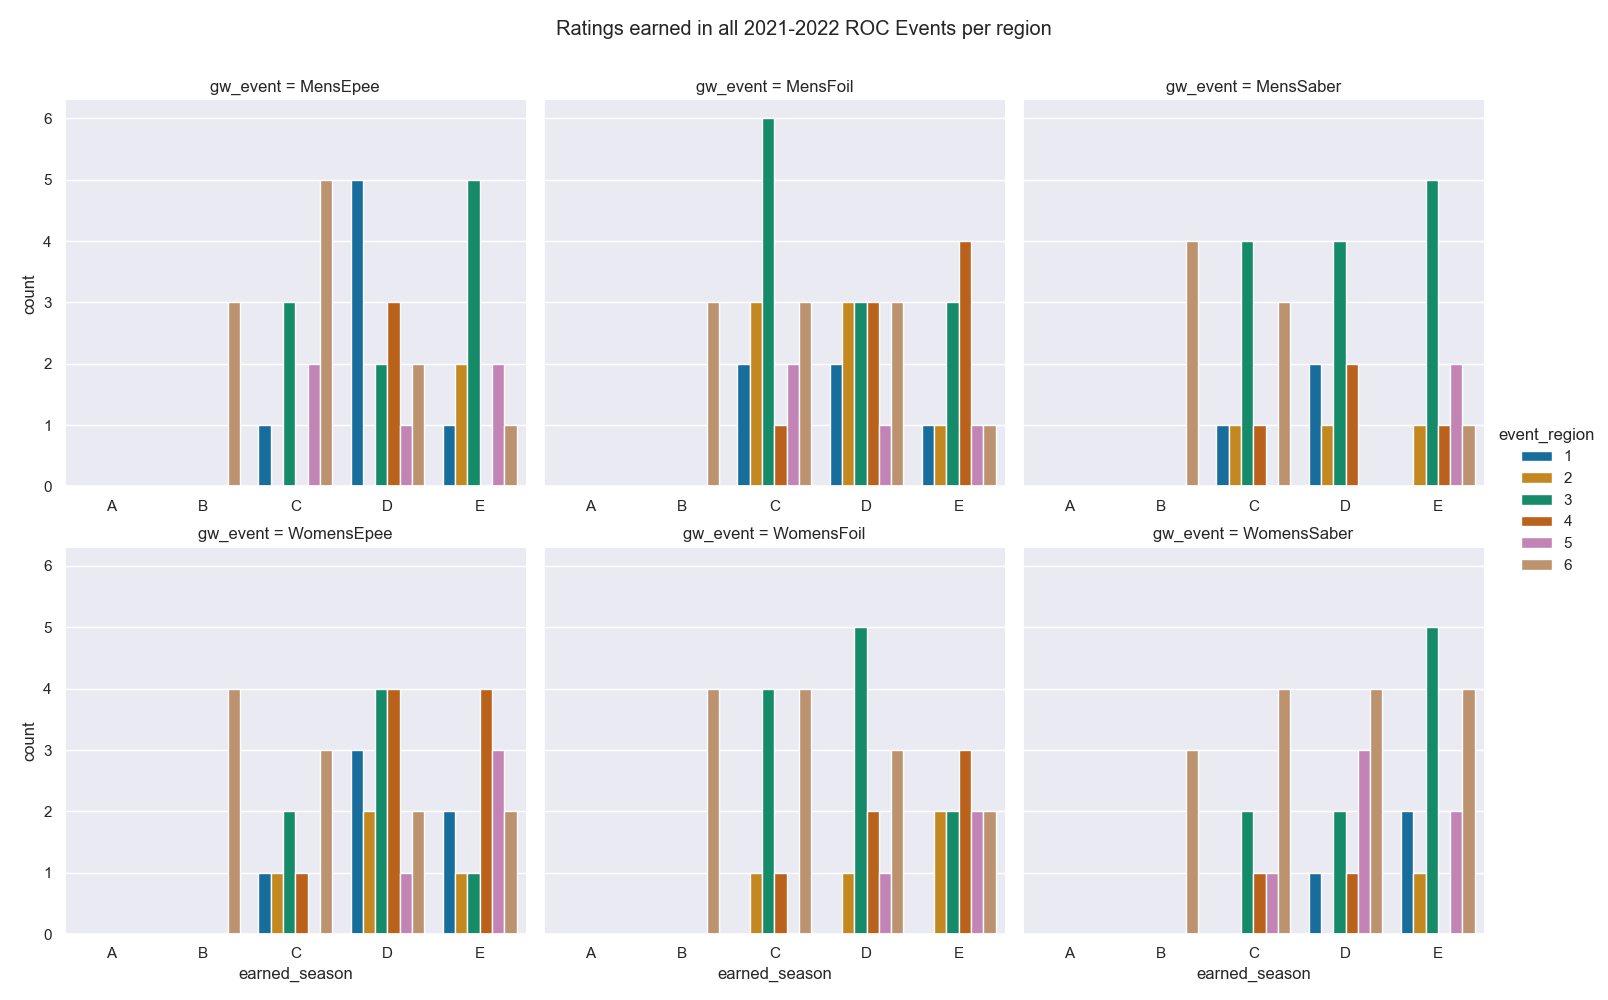 Ratings earned in all 2021-2022 ROC Events per region
gw_event = MensEpee
gw_event = MensFoil
gw_event = MensSaber
6
5
4
3
2
1
0
count
A B C D E
A B C D E
A B C D E
event_region
1
2
3
4
5
6
gw_event = WomensEpee
gw_event = WomensFoil
gw_event = WomensSaber
6
5
4
3
2
1
0
count
A B C D E
A B C D E
A B C D E
earned_season
earned_season
earned_season